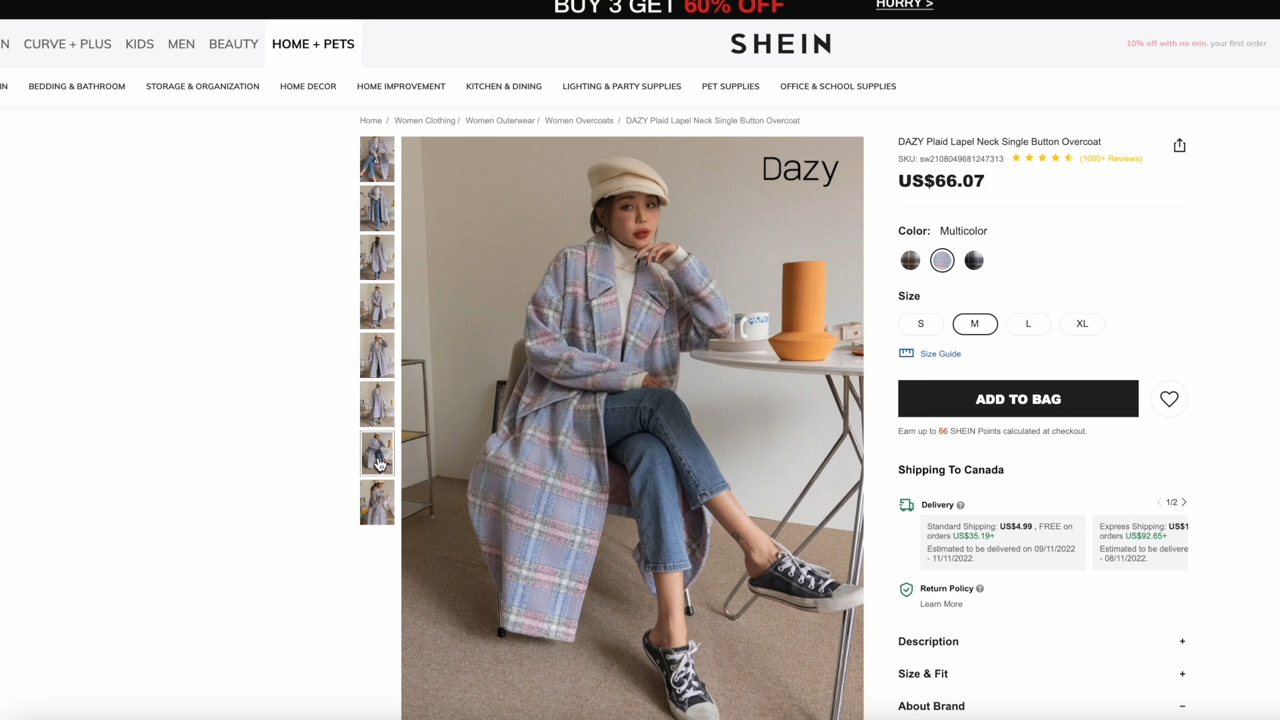 BUY 3 GET 60% OFF
HURRY >
CURVE + PLUS KIDS MEN BEAUTY HOME + PETS
SHEIN
10% off with no min. your first order
BEDDING & BATHROOM STORAGE & ORGANIZATION HOME DECOR HOME IMPROVEMENT KITCHEN & DINING LIGHTING & PARTY SUPPLIES PET SUPPLIES OFFICE & SCHOOL SUPPLIES
Home / Women Clothing / Women Outerwear / Women Overcoats / DAZY Plaid Lapel Neck Single Button Overcoat
Dazy
DAZY Plaid Lapel Neck Single Button Overcoat
SKU: sw2108049681247313 (1000+ Reviews)
US$66.07
Color: Multicolor
Size
S M L XL
Size Guide
ADD TO BAG
Earn up to 66 SHEIN Points calculated at checkout.
Shipping To Canada
Delivery
1/2
Standard Shipping: US$4.99 , FREE on
orders US$35.19+
Estimated to be delivered on 09/11/2022
- 11/11/2022.
Express Shipping: US$1
orders US$92.65+
Estimated to be delivere
- 08/11/2022.
Return Policy
Learn More
Description +
Size & Fit +
About Brand −